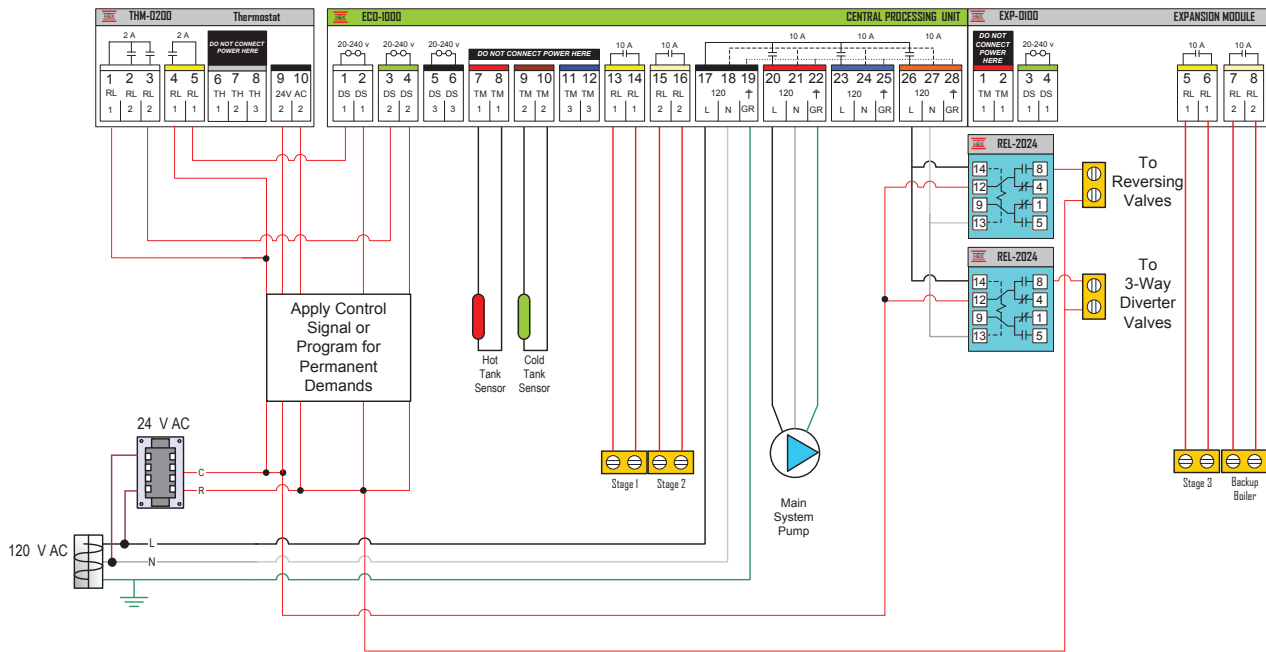 THM-0200 Thermostat
2 A 2 A
DO NOT CONNECT
POWER HERE
1 2 3 4 5 6 7 8 9 10
RL RL RL RL RL TH TH TH 24V AC
1 2 2 1 1 1 2 3 2 2
ECO-1000 CENTRAL PROCESSING UNIT
20-240 v 20-240 v 20-240 v
DO NOT CONNECT POWER HERE
10 A 10 A 10 A 10 A 10 A
1 2 3 4 5 6 7 8 9 10 11 12 13 14 15 16 17 18 19 20 21 22 23 24 25 26 27 28
DS DS DS DS DS DS TM TM TM TM TM TM RL RL RL RL 120 120 120 120
1 1 2 2 3 3 1 1 2 2 3 3 1 1 2 2 L N GR L N GR L N GR L N GR
EXP-0100 EXPANSION MODULE
DO NOT
CONNECT
POWER
HERE
20-240 v
10 A 10 A
1 2 3 4 5 6 7 8
TM TM DS DS RL RL RL RL
1 1 1 1 1 1 2 2
HBX REL-2024
14 8
12 4
9 1
13 5
To
Reversing
Valves
HBX REL-2024
14 8
12 4
9 1
13 5
To
3-Way
Diverter
Valves
Apply Control
Signal or
Program for
Permanent
Demands
Hot
Tank
Sensor
Cold
Tank
Sensor
24 V AC
C
R
Stage 1
Stage 2
Main
System
Pump
Stage 3
Backup
Boiler
120 V AC
L
N